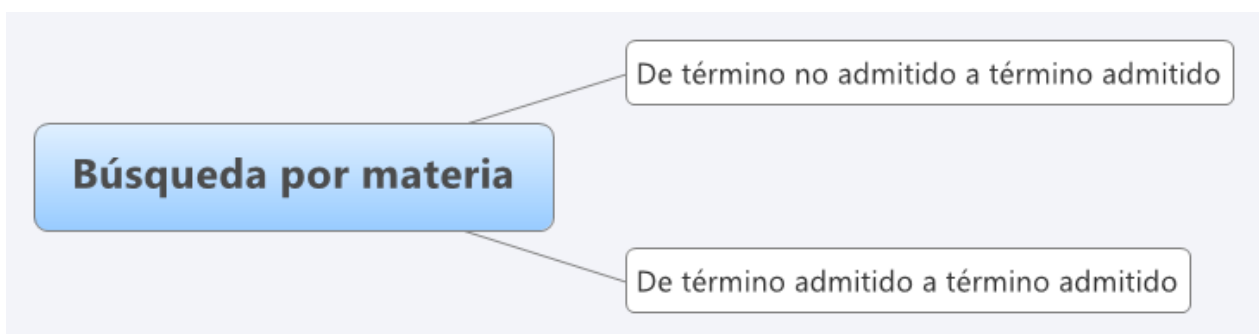 De término no admitido a término admitido
Búsqueda por materia
De término admitido a término admitido